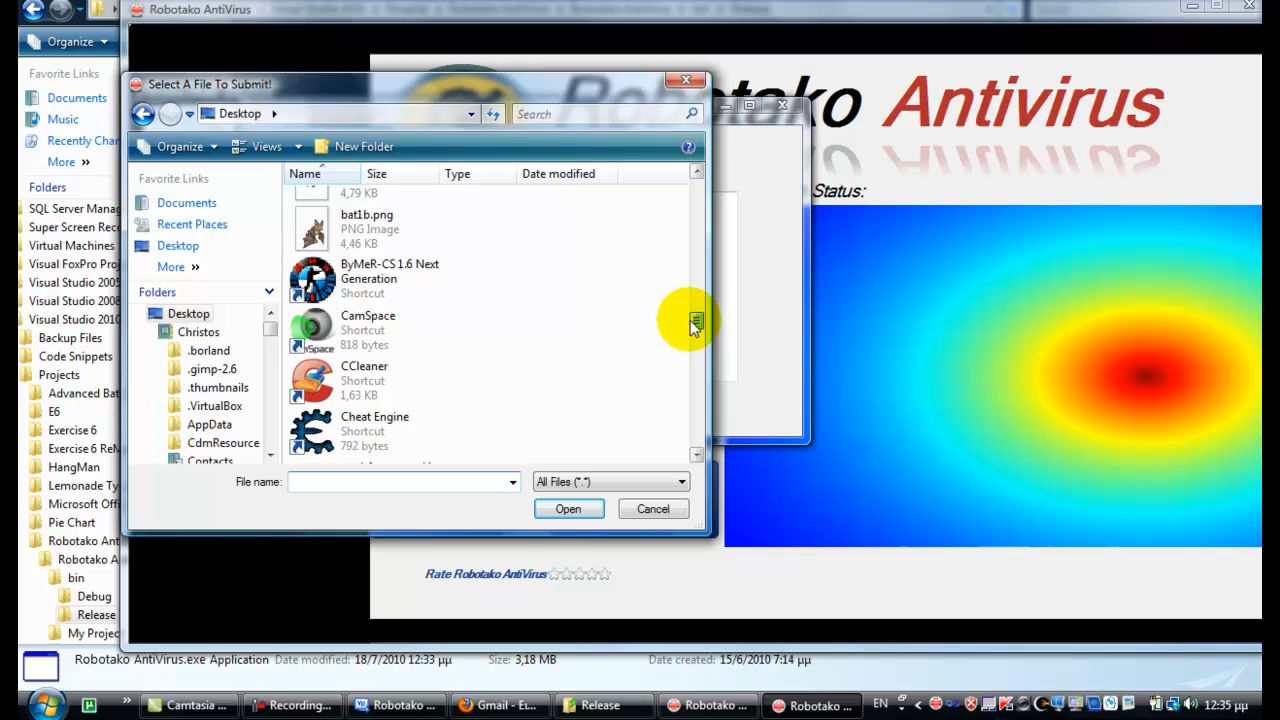 Robotako AntiVirus
Organize
Favorite Links
Documents
Music
Recently Char
More »
Folders
SQL Server Manag
Super Screen Reco
Virtual Machines
Visual FoxPro Proj
Visual Studio 2005
Visual Studio 2008
Visual Studio 2010
Backup Files
Code Snippets
Projects
Advanced Bat
E6
Exercise 6
Exercise 6 ReM
HangMan
Lemonade Ty
Microsoft Offi
Pie Chart
Robotako Ant
Robotako A
bin
Debug
Release
My Projec
Select A File To Submit!
Desktop
Search
Organize
Views
New Folder
Favorite Links
Documents
Recent Places
Desktop
More »
Folders
Desktop
Christos
.borland
.gimp-2.6
.thumbnails
.VirtualBox
AppData
CdmResource
Contacts
Name Size Type Date modified
4,79 KB
bat1b.png
PNG Image
4,46 KB
ByMeR-CS 1.6 Next
Generation
Shortcut
CamSpace
Shortcut
818 bytes
CCleaner
Shortcut
1,63 KB
Cheat Engine
Shortcut
792 bytes
File name:
All Files (*.*)
Open
Cancel
Robotako Antivirus
Status:
Rate Robotako AntiVirus
Robotako AntiVirus.exe Application Date modified: 18/7/2010 12:33 μμ Size: 3,18 MB Date created: 15/6/2010 7:14 μμ
Camtasia ...
Recording...
Robotako ...
Gmail - Ει...
Release
Robotako ...
Robotako ...
EN
12:35 μμ